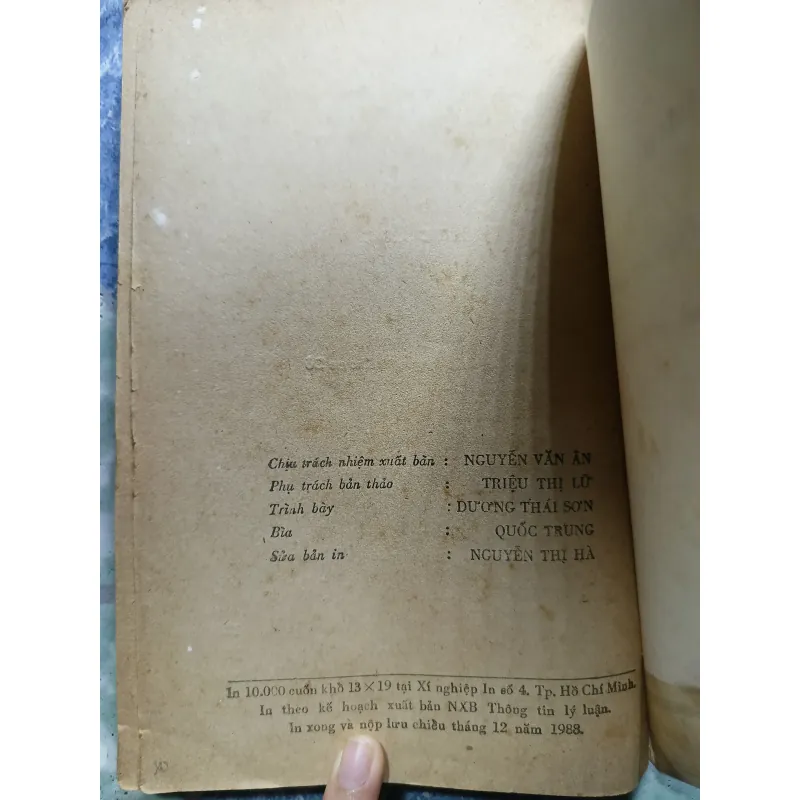 Chịu trách nhiệm xuất bản : NGUYỄN VĂN ÂN
Phụ trách bản thảo : TRIỆU THỊ LỮ
Trình bày : DƯƠNG THÁI SƠN
Bìa : QUỐC TRUNG
Sửa bản in : NGUYỄN THỊ HÀ
In 10.000 cuốn khổ 13 × 19 tại Xí nghiệp In số 4. Tp. Hồ Chí Minh.
In theo kế hoạch xuất bản NXB Thông tin lý luận.
In xong và nộp lưu chiểu tháng 12 năm 1988.